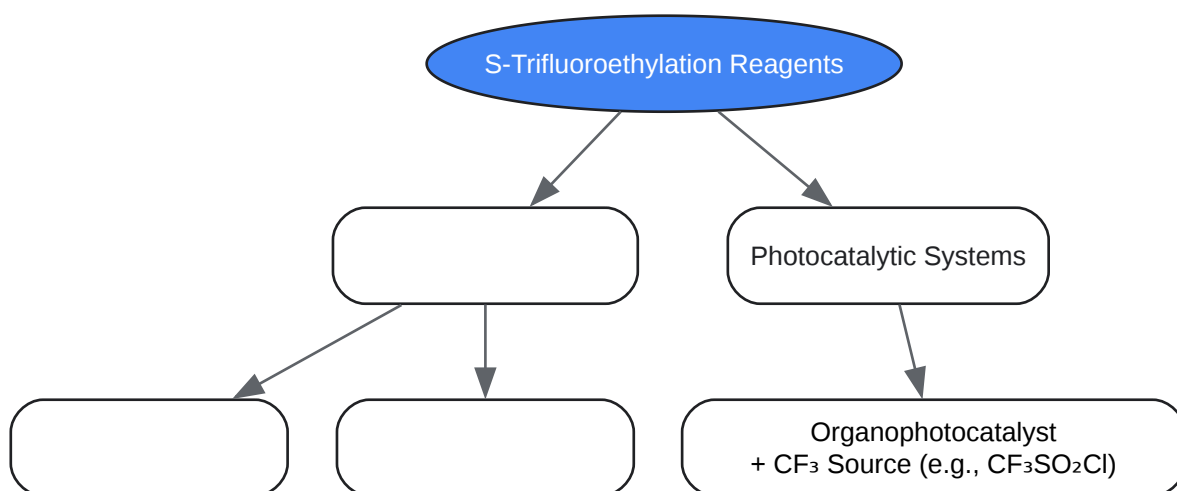 S-Trifluoroethylation Reagents
Photocatalytic Systems
Organophotocatalyst
+ CF₃ Source (e.g., CF₃SO₂Cl)